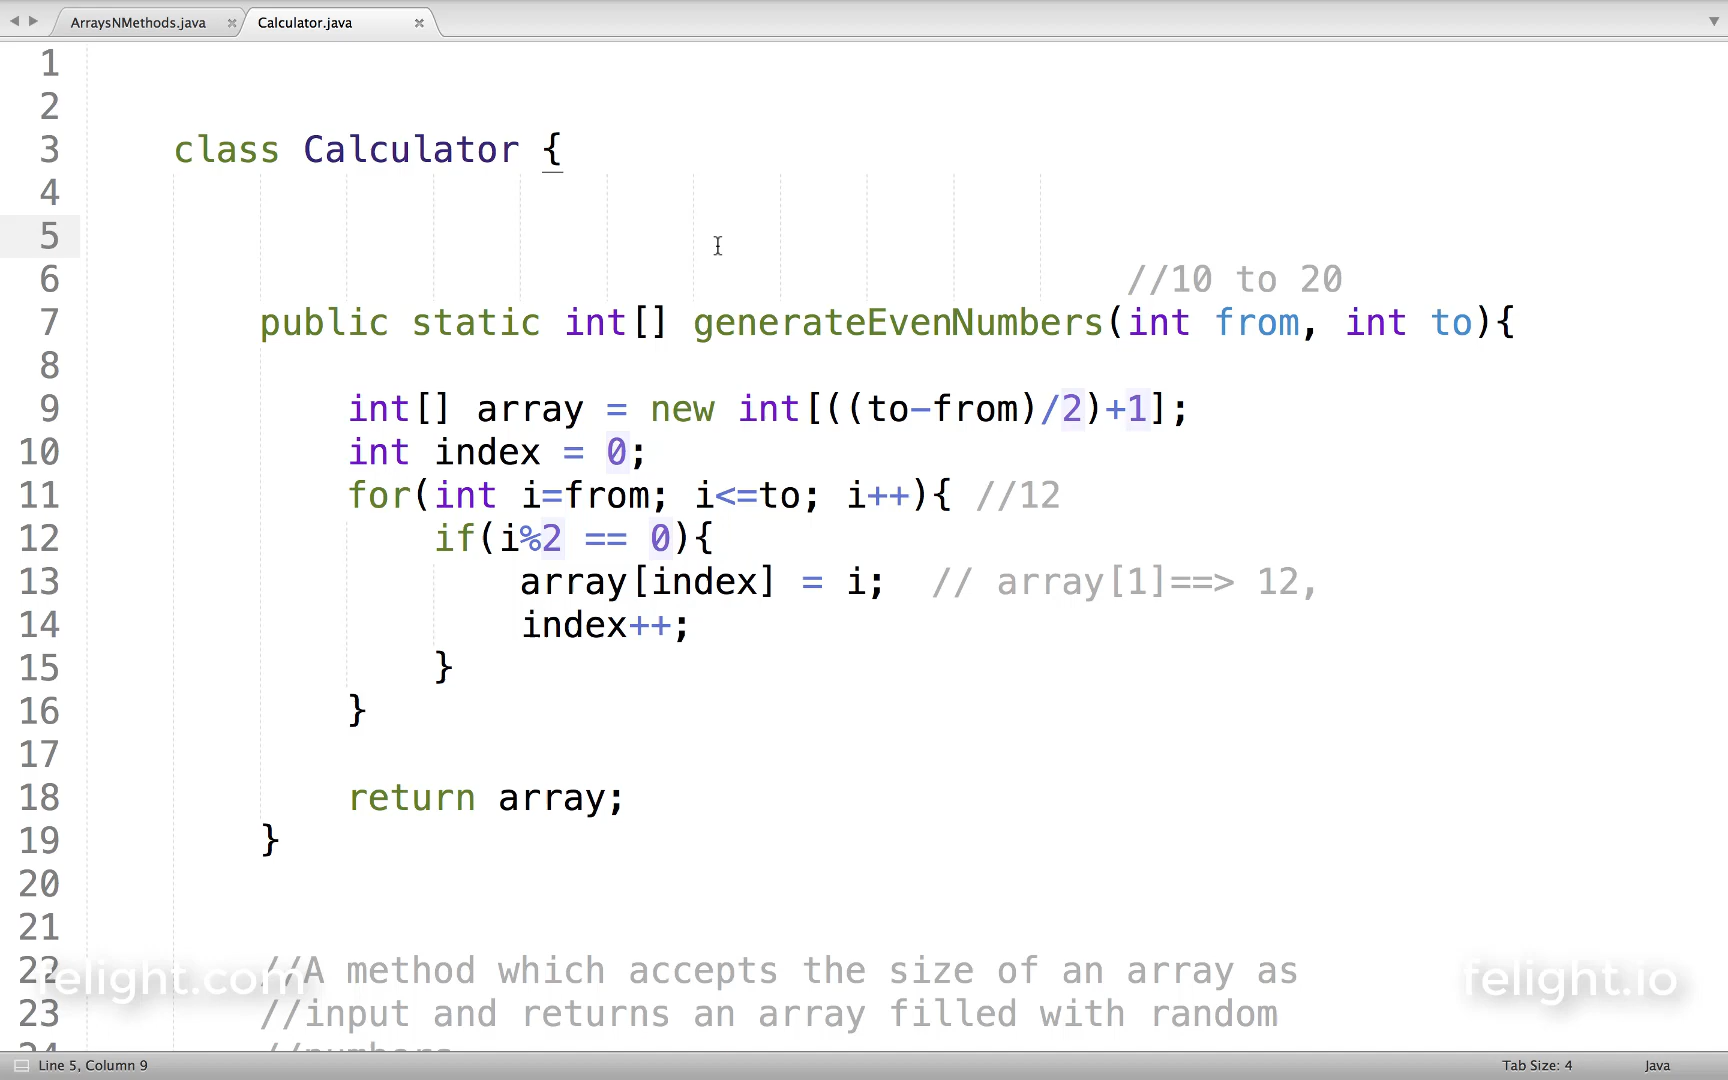 ArraysNMethods.java × Calculator.java ×
1
2
3 class Calculator {
4
5
6 //10 to 20
7 public static int[] generateEvenNumbers(int from, int to){
8
9 int[] array = new int[((to-from)/2)+1];
10 int index = 0;
11 for(int i=from; i<=to; i++){ //12
12 if(i%2 == 0){
13 array[index] = i; // array[1]==> 12,
14 index++;
15 }
16 }
17
18 return array;
19 }
20
21
22 //A method which accepts the size of an array as
23 //input and returns an array filled with random
24 //numbers
felight.com felight.io
Line 5, Column 9 Tab Size: 4 Java